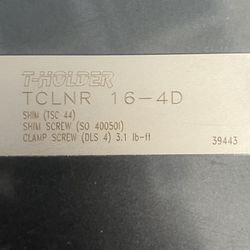 T-HOLDER
TCLNR 16-4D
SHIM (TSC 44)
SHIM SCREW (SO 40050I)
CLAMP SCREW (DLS 4) 3.1 lb-ft
39443